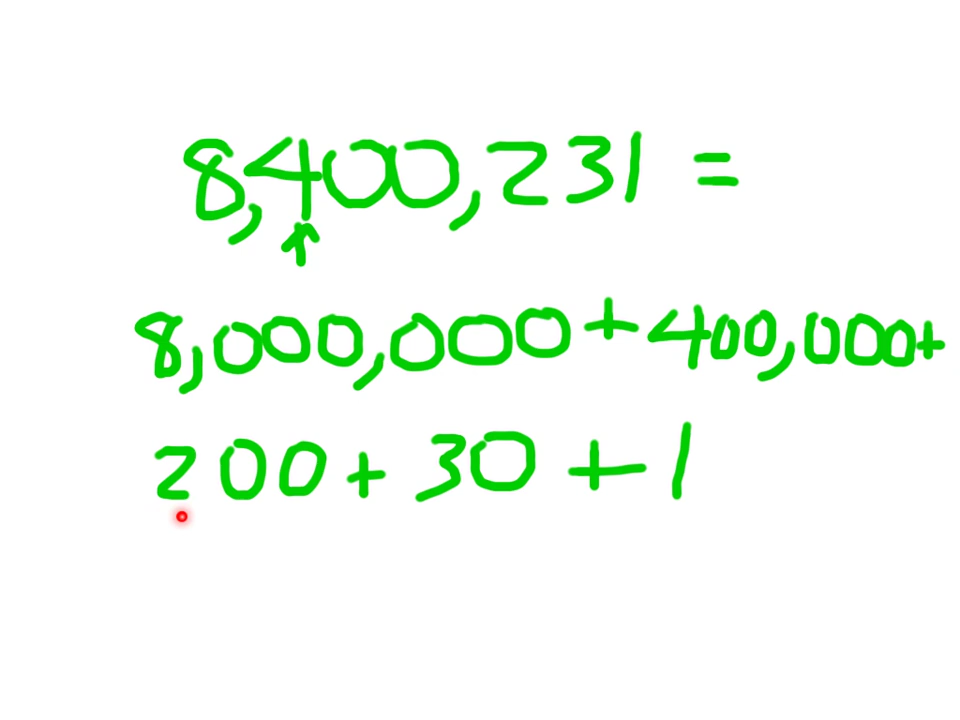 8,400,231 =
8,000,000 + 400,000 +
200 + 30 + 1